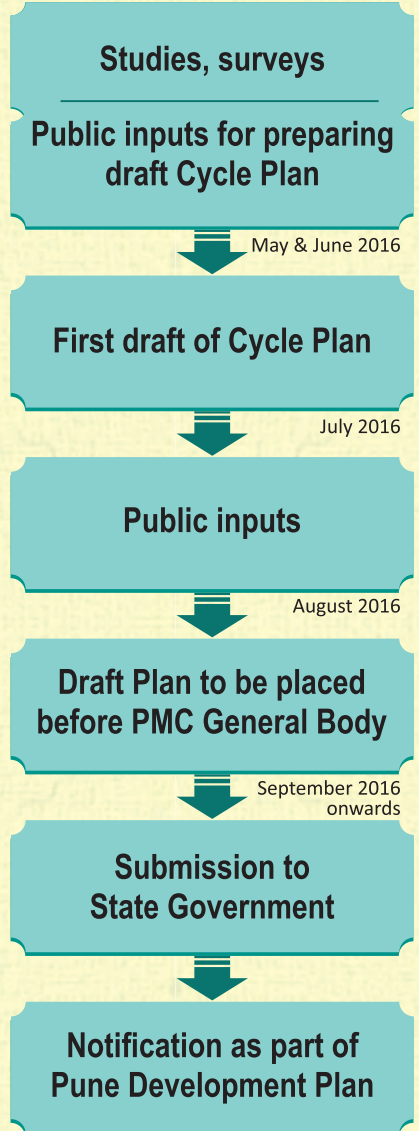 Studies, surveys
Public inputs for preparing
draft Cycle Plan
May & June 2016
First draft of Cycle Plan
July 2016
Public inputs
August 2016
Draft Plan to be placed
before PMC General Body
September 2016
onwards
Submission to
State Government
Notification as part of
Pune Development Plan